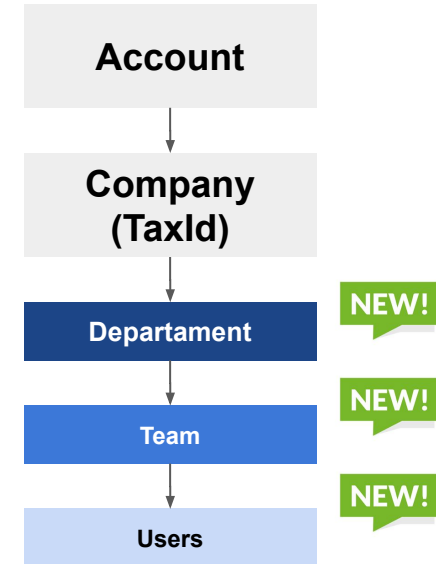 Account
Company
(TaxId)
Departament
NEW!
Team
NEW!
Users
NEW!